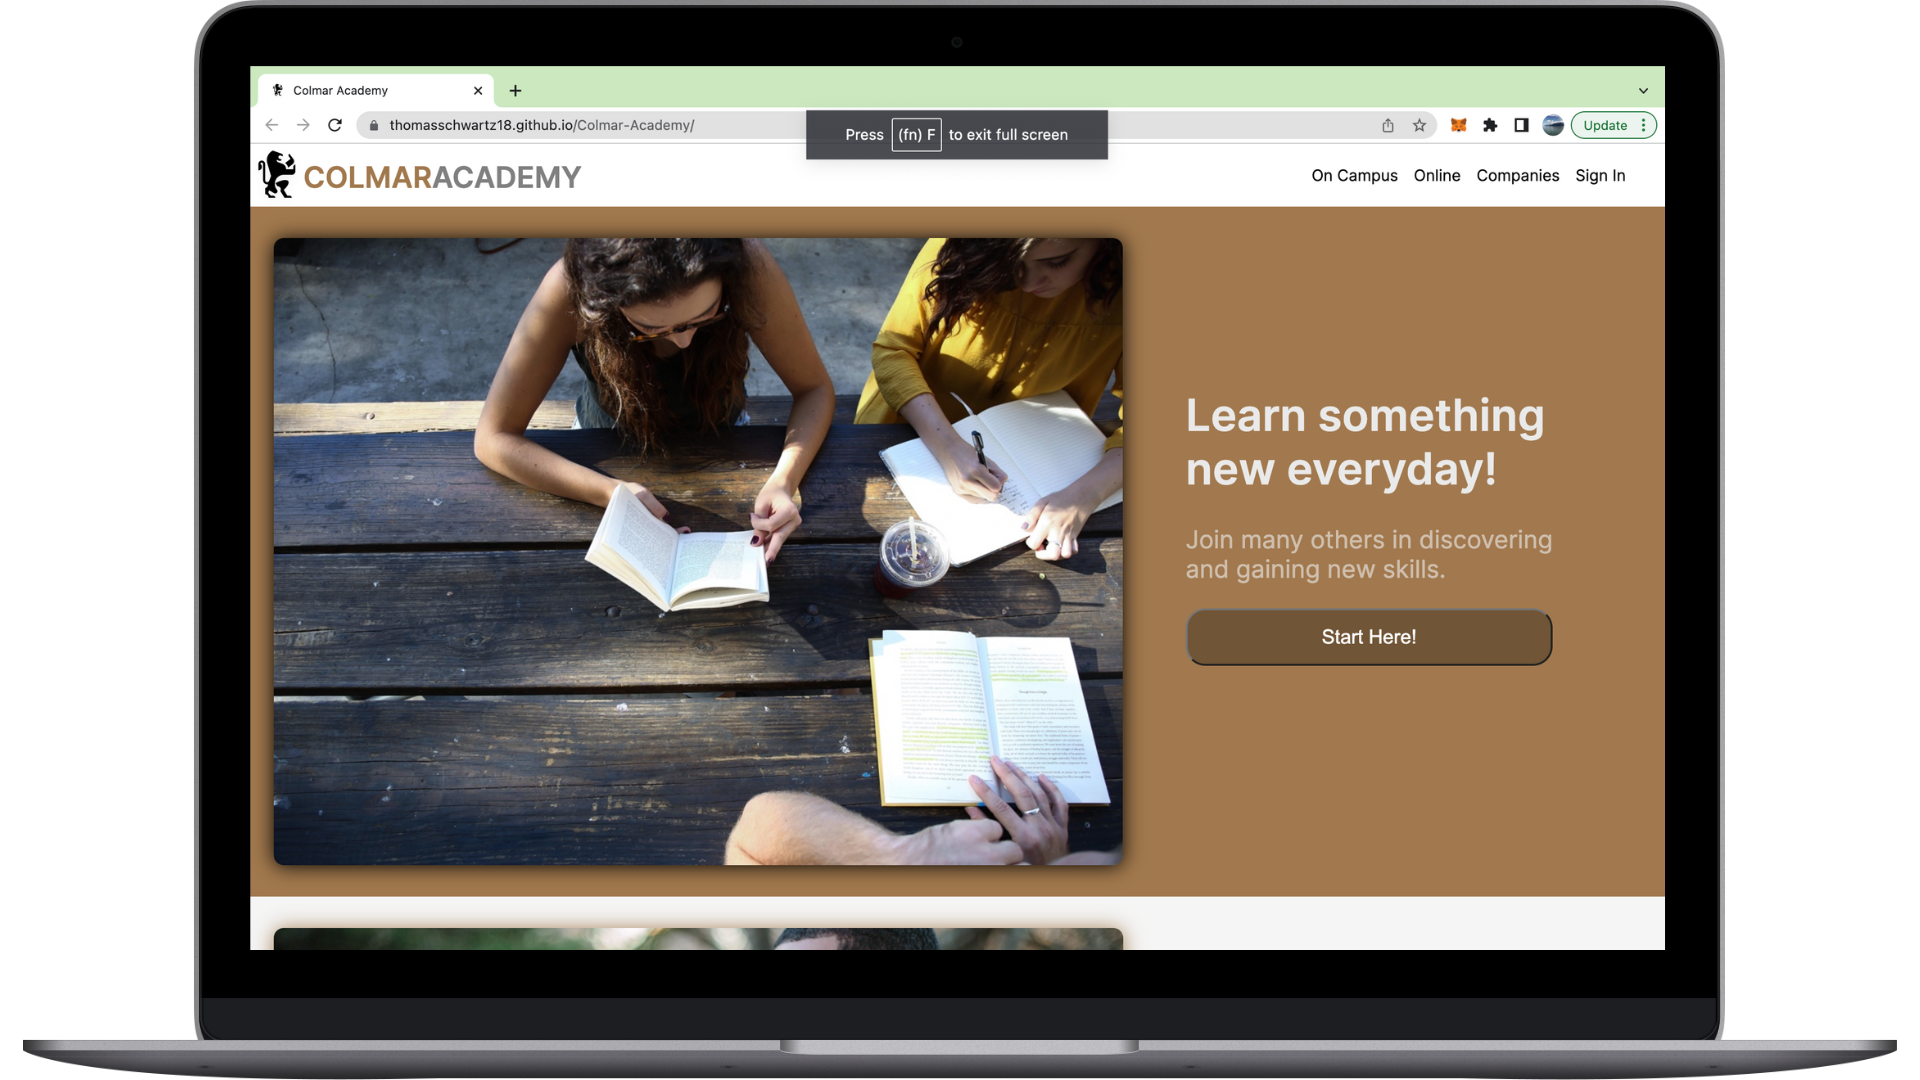 Colmar Academy
thomasschwartz18.github.io/Colmar-Academy/
Press (fn) F to exit full screen
Update
COLMARACADEMY
On Campus Online Companies Sign In
Learn something
new everyday!
Join many others in discovering
and gaining new skills.
Start Here!